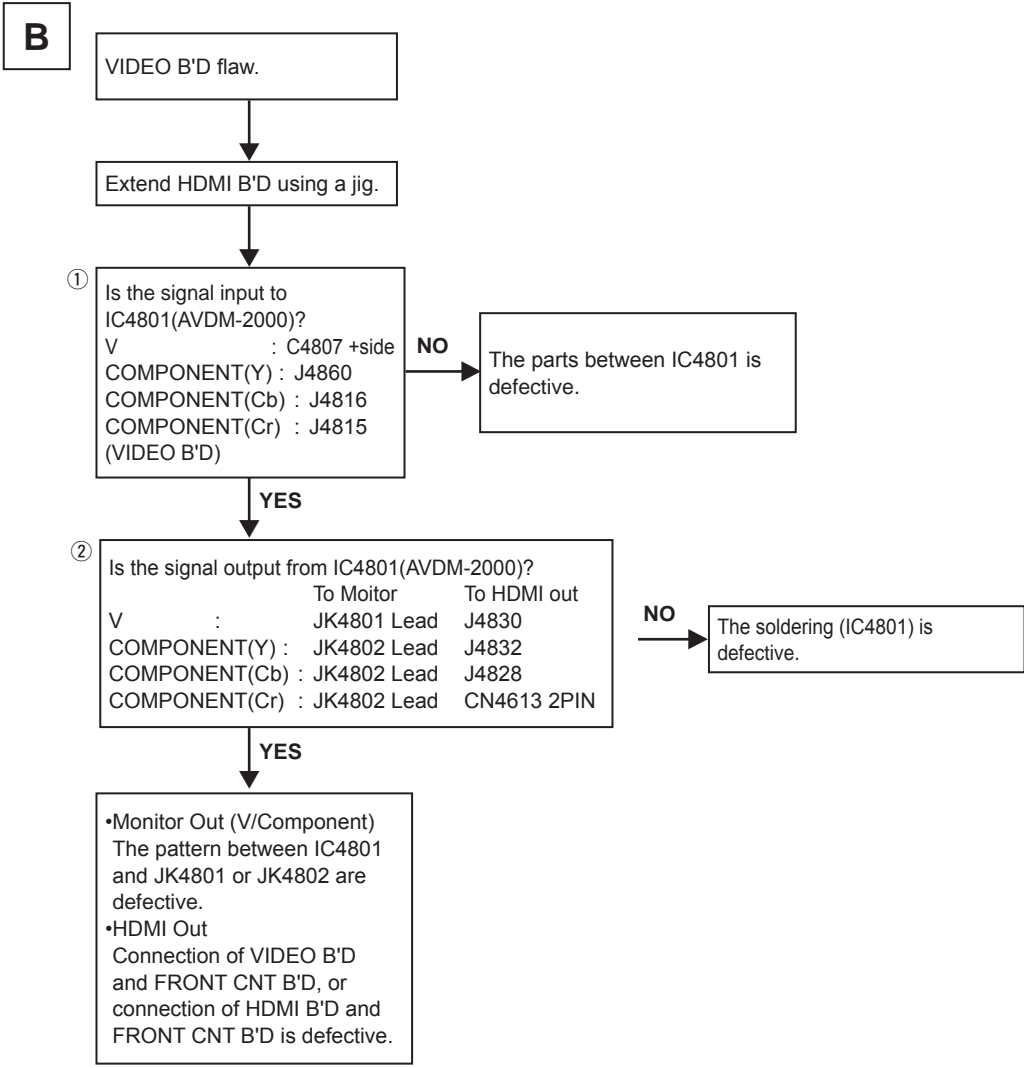 B
VIDEO B'D flaw.
Extend HDMI B'D using a jig.
①
Is the signal input to
IC4801(AVDM-2000)?
V : C4807 +side
COMPONENT(Y) : J4860
COMPONENT(Cb) : J4816
COMPONENT(Cr) : J4815
(VIDEO B'D)
NO
The parts between IC4801 is
defective.
YES
②
Is the signal output from IC4801(AVDM-2000)?
To Moitor To HDMI out
V : JK4801 Lead J4830
COMPONENT(Y) : JK4802 Lead J4832
COMPONENT(Cb) : JK4802 Lead J4828
COMPONENT(Cr) : JK4802 Lead CN4613 2PIN
NO
The soldering (IC4801) is
defective.
YES
•Monitor Out (V/Component)
The pattern between IC4801
and JK4801 or JK4802 are
defective.
•HDMI Out
Connection of VIDEO B'D
and FRONT CNT B'D, or
connection of HDMI B'D and
FRONT CNT B'D is defective.